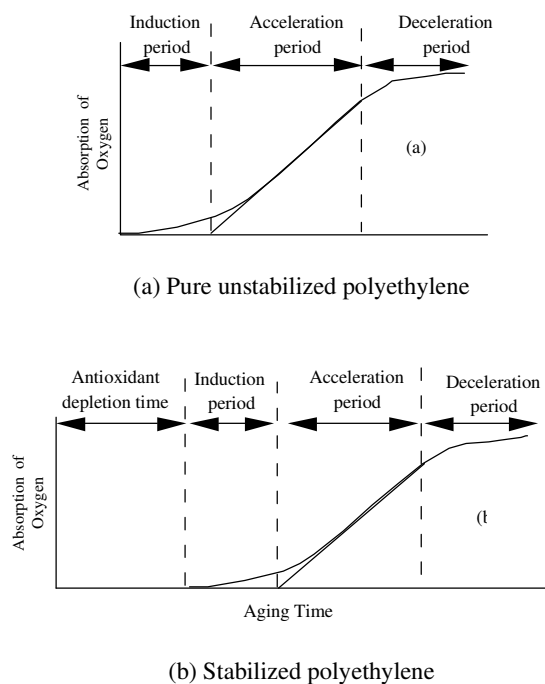 Induction
period
Acceleration
period
Deceleration
period
Absorption of
Oxygen
(a)
(a) Pure unstabilized polyethylene
Antioxidant
depletion time
Induction
period
Acceleration
period
Deceleration
period
Absorption of
Oxygen
(b
Aging Time
(b) Stabilized polyethylene